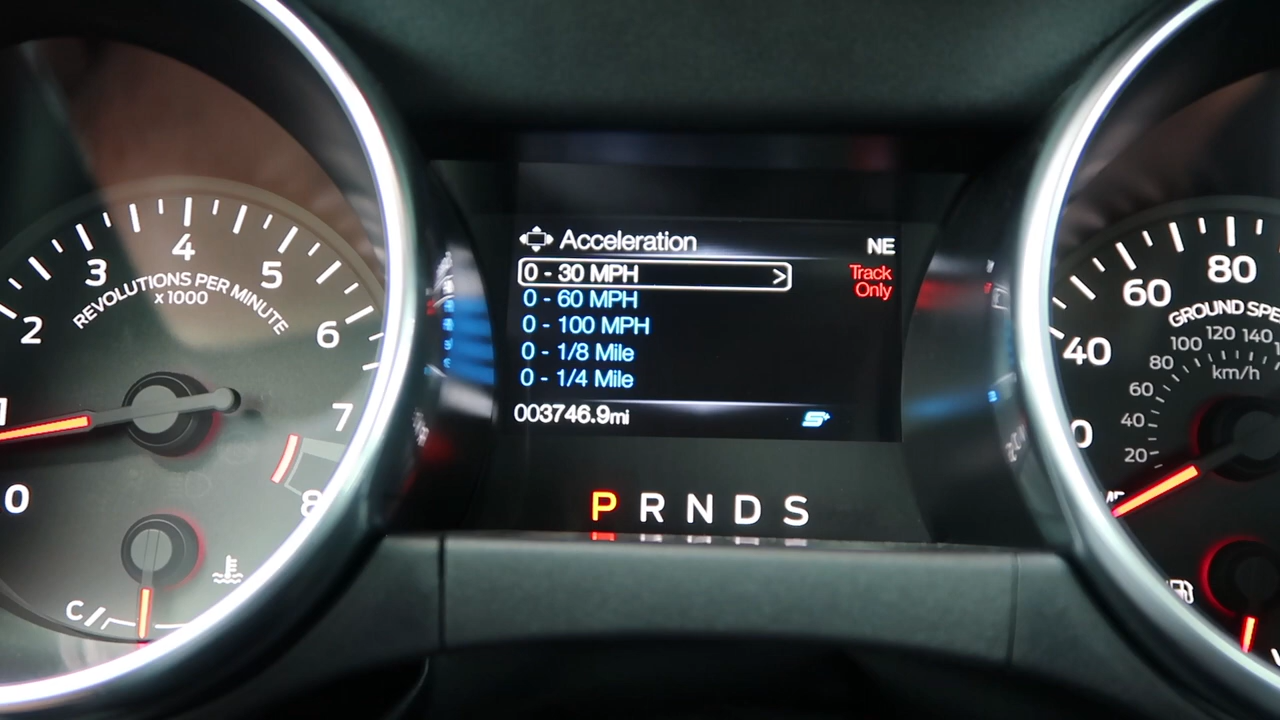 2
3
4
5
6
7
8
1
0
REVOLUTIONS PER MINUTE
x1000
C
Acceleration
NE
0 - 30 MPH >
Track
Only
0 - 60 MPH
0 - 100 MPH
0 - 1/8 Mile
0 - 1/4 Mile
003746.9mi
P R N D S
40
60
80
GROUND SPE
20
40
60
80
100
120
140
km/h